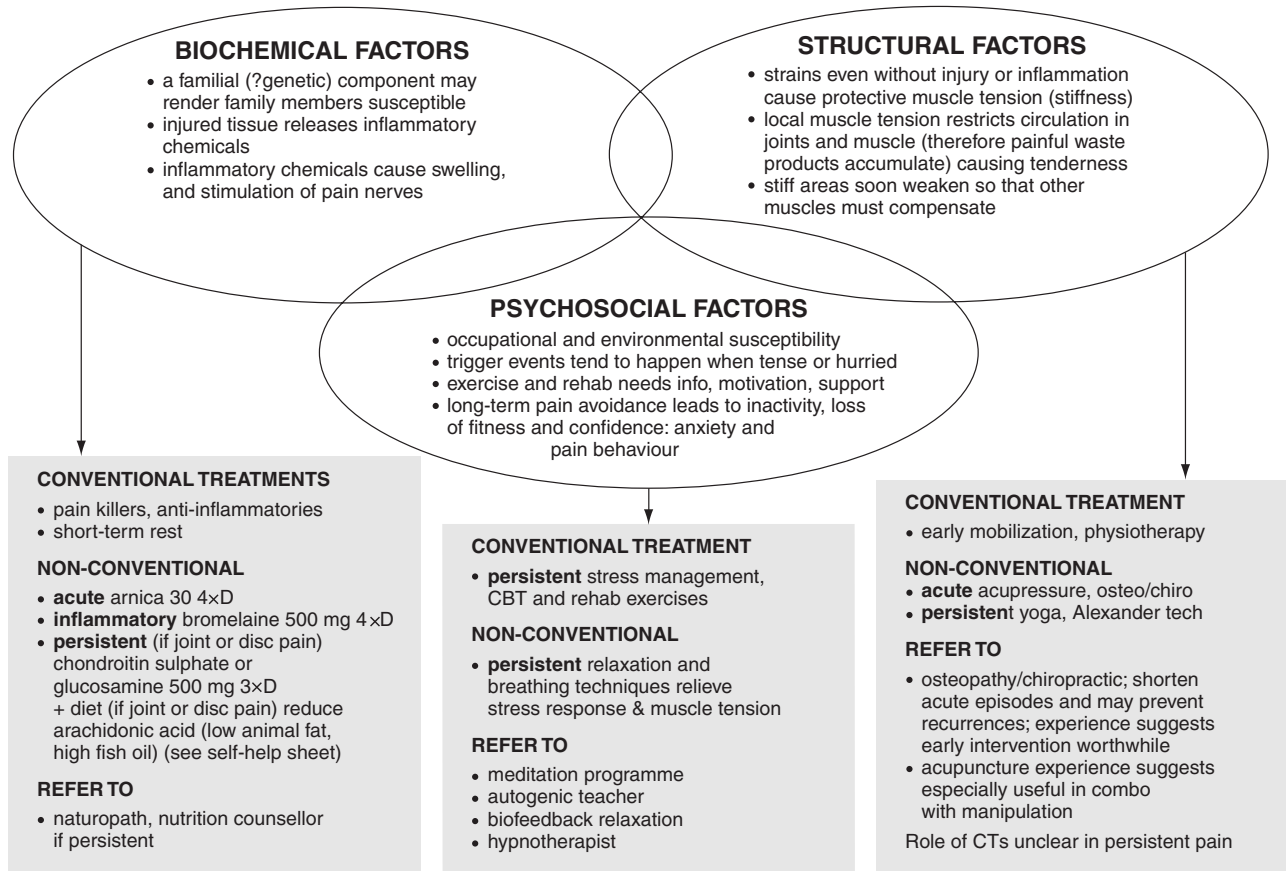 BIOCHEMICAL FACTORS
• a familial (?genetic) component may
render family members susceptible
• injured tissue releases inflammatory
chemicals
• inflammatory chemicals cause swelling,
and stimulation of pain nerves
STRUCTURAL FACTORS
• strains even without injury or inflammation
cause protective muscle tension (stiffness)
• local muscle tension restricts circulation in
joints and muscle (therefore painful waste
products accumulate) causing tenderness
• stiff areas soon weaken so that other
muscles must compensate
PSYCHOSOCIAL FACTORS
• occupational and environmental susceptibility
• trigger events tend to happen when tense or hurried
• exercise and rehab needs info, motivation, support
• long-term pain avoidance leads to inactivity, loss
of fitness and confidence: anxiety and
pain behaviour
CONVENTIONAL TREATMENTS
• pain killers, anti-inflammatories
• short-term rest
NON-CONVENTIONAL
• acute arnica 30 4×D
• inflammatory bromelaine 500 mg 4×D
• persistent (if joint or disc pain)
chondroitin sulphate or
glucosamine 500 mg 3×D
+ diet (if joint or disc pain) reduce
arachidonic acid (low animal fat,
high fish oil) (see self-help sheet)
REFER TO
• naturopath, nutrition counsellor
if persistent
CONVENTIONAL TREATMENT
• persistent stress management,
CBT and rehab exercises
NON-CONVENTIONAL
• persistent relaxation and
breathing techniques relieve
stress response & muscle tension
REFER TO
• meditation programme
• autogenic teacher
• biofeedback relaxation
• hypnotherapist
CONVENTIONAL TREATMENT
• early mobilization, physiotherapy
NON-CONVENTIONAL
• acute acupressure, osteo/chiro
• persistent yoga, Alexander tech
REFER TO
• osteopathy/chiropractic; shorten
acute episodes and may prevent
recurrences; experience suggests
early intervention worthwhile
• acupuncture experience suggests
especially useful in combo
with manipulation
Role of CTs unclear in persistent pain